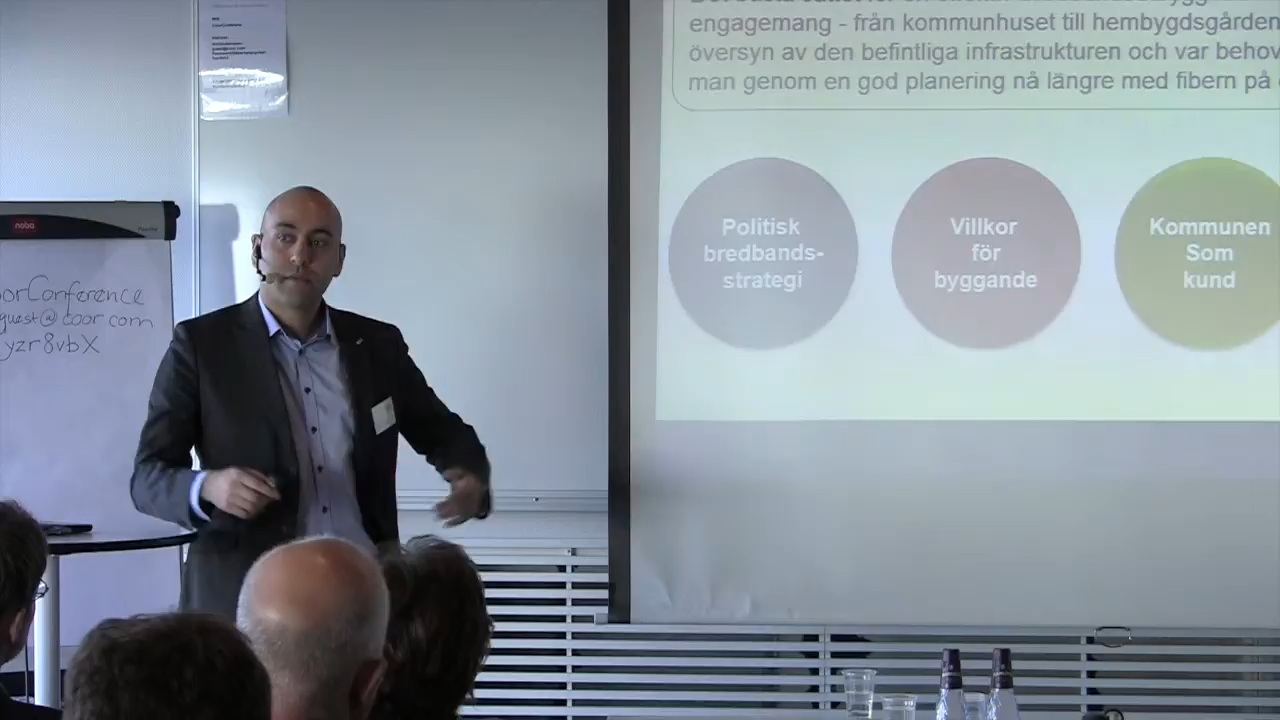 engagemang - från kommunhuset till hembygdsgården
översyn av den befintliga infrastrukturen och var behov
man genom en god planering nå längre med fibern på
Politisk
bredbands-
strategi
Villkor
för
byggande
Kommunen
Som
kund
nobo
orConference
guest@coor.com
yzr8vbX